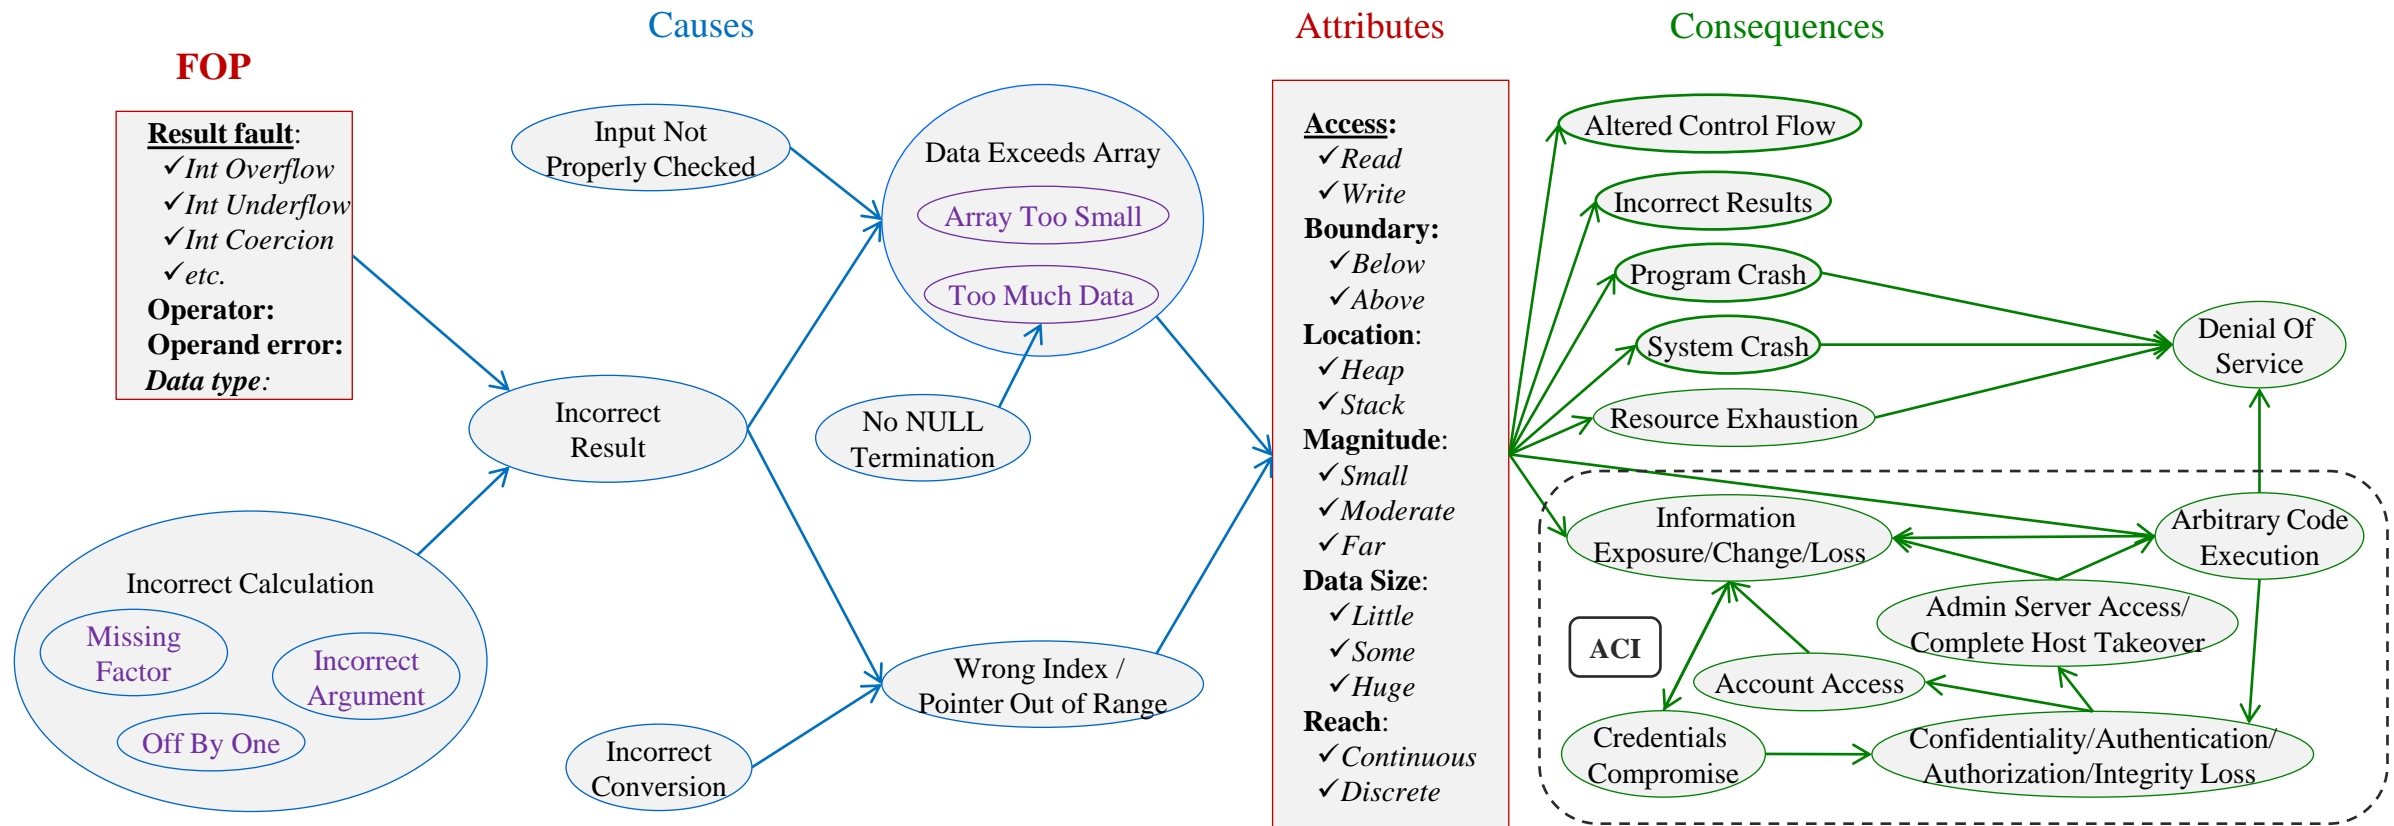 Causes
Attributes
Consequences
FOP
Result fault:
✓Int Overflow
✓Int Underflow
✓Int Coercion
✓etc.
Operator:
Operand error:
Data type:
Input Not
Properly Checked
Data Exceeds Array
Array Too Small
Too Much Data
Incorrect
Result
No NULL
Termination
Incorrect Calculation
Missing
Factor
Incorrect
Argument
Off By One
Wrong Index /
Pointer Out of Range
Incorrect
Conversion
Access:
✓Read
✓Write
Boundary:
✓Below
✓Above
Location:
✓Heap
✓Stack
Magnitude:
✓Small
✓Moderate
✓Far
Data Size:
✓Little
✓Some
✓Huge
Reach:
✓Continuous
✓Discrete
Altered Control Flow
Incorrect Results
Program Crash
System Crash
Resource Exhaustion
Denial Of
Service
Information
Exposure/Change/Loss
Arbitrary Code
Execution
ACI
Admin Server Access/
Complete Host Takeover
Account Access
Credentials
Compromise
Confidentiality/Authentication/
Authorization/Integrity Loss